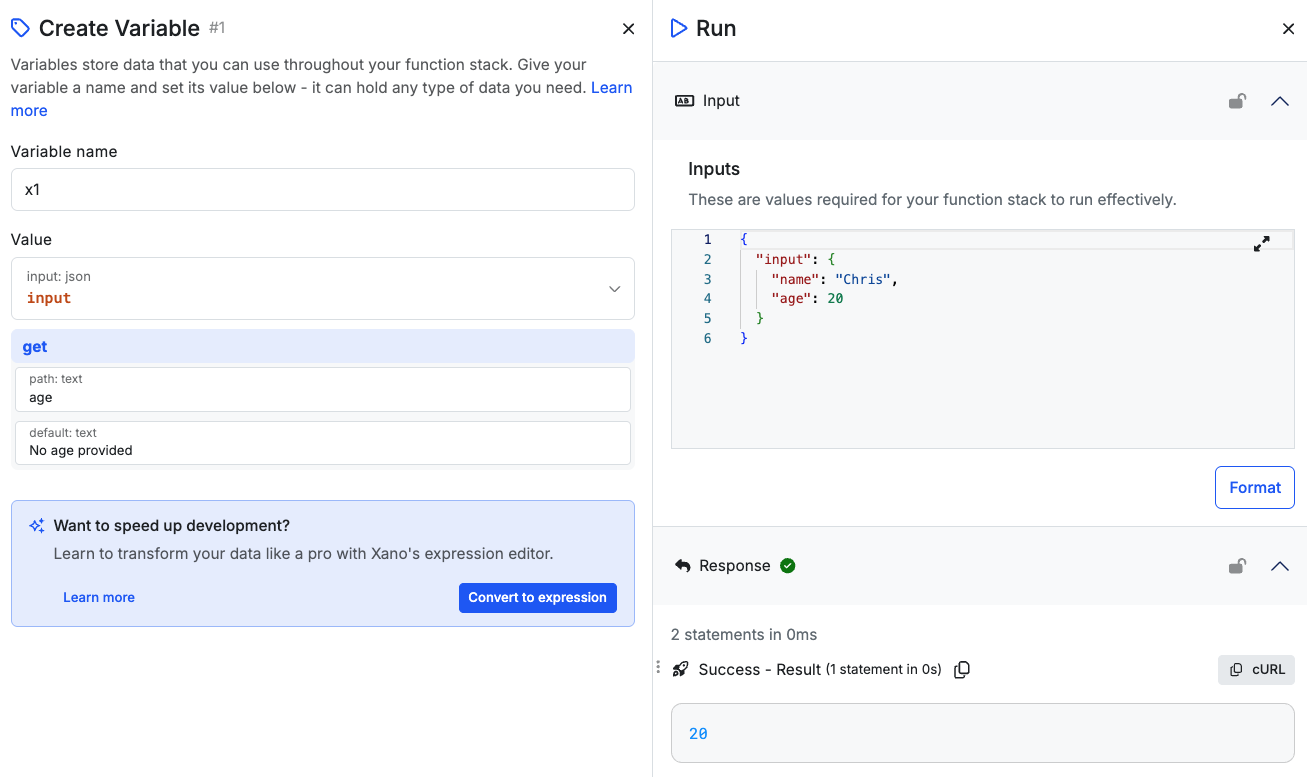 Create Variable #1
Variables store data that you can use throughout your function stack. Give your
variable a name and set its value below - it can hold any type of data you need. Learn
more
Variable name
x1
Value
input: json
input
get
path: text
age
default: text
No age provided
Want to speed up development?
Learn to transform your data like a pro with Xano's expression editor.
Learn more
Convert to expression
Run
AB Input
Inputs
These are values required for your function stack to run effectively.
1 {
2 "input": {
3 "name": "Chris",
4 "age": 20
5 }
6 }
Format
Response
2 statements in 0ms
Success - Result (1 statement in 0s)
cURL
20